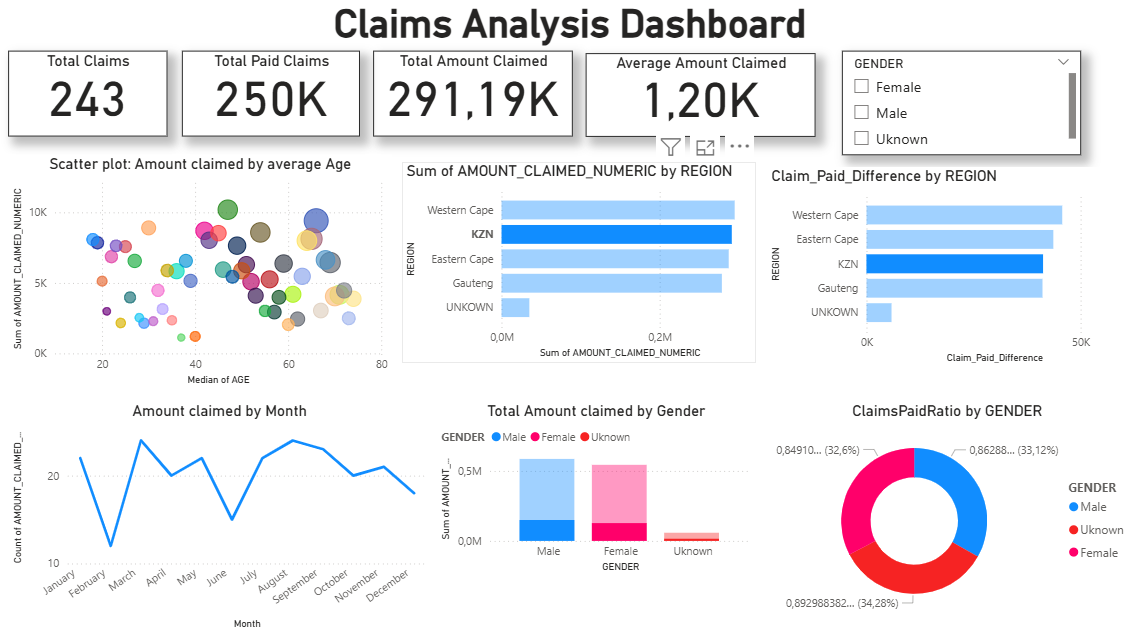 Claims Analysis Dashboard
Total Claims
243
Total Paid Claims
250K
Total Amount Claimed
291,19K
Average Amount Claimed
1,20K
GENDER
Female
Male
Uknown
Scatter plot: Amount claimed by average Age
Sum of AMOUNT_CLAIMED_NUMERIC
10K
5K
0K
20
40
60
80
Median of AGE
Sum of AMOUNT_CLAIMED_NUMERIC by REGION
REGION
Western Cape
KZN
Eastern Cape
Gauteng
UNKOWN
0,0M
0,2M
Sum of AMOUNT_CLAIMED_NUMERIC
Claim_Paid_Difference by REGION
REGION
Western Cape
Eastern Cape
KZN
Gauteng
UNKOWN
0K
50K
Claim_Paid_Difference
Amount claimed by Month
Count of AMOUNT_CLAIMED_...
20
10
January
February
March
April
May
June
July
August
September
October
November
December
Month
Total Amount claimed by Gender
GENDER
Male
Female
Uknown
Sum of AMOUNT_...
0,5M
0,0M
Male
Female
Uknown
GENDER
ClaimsPaidRatio by GENDER
0,84910... (32,6%)
0,86288... (33,12%)
0,892988382... (34,28%)
GENDER
Male
Uknown
Female